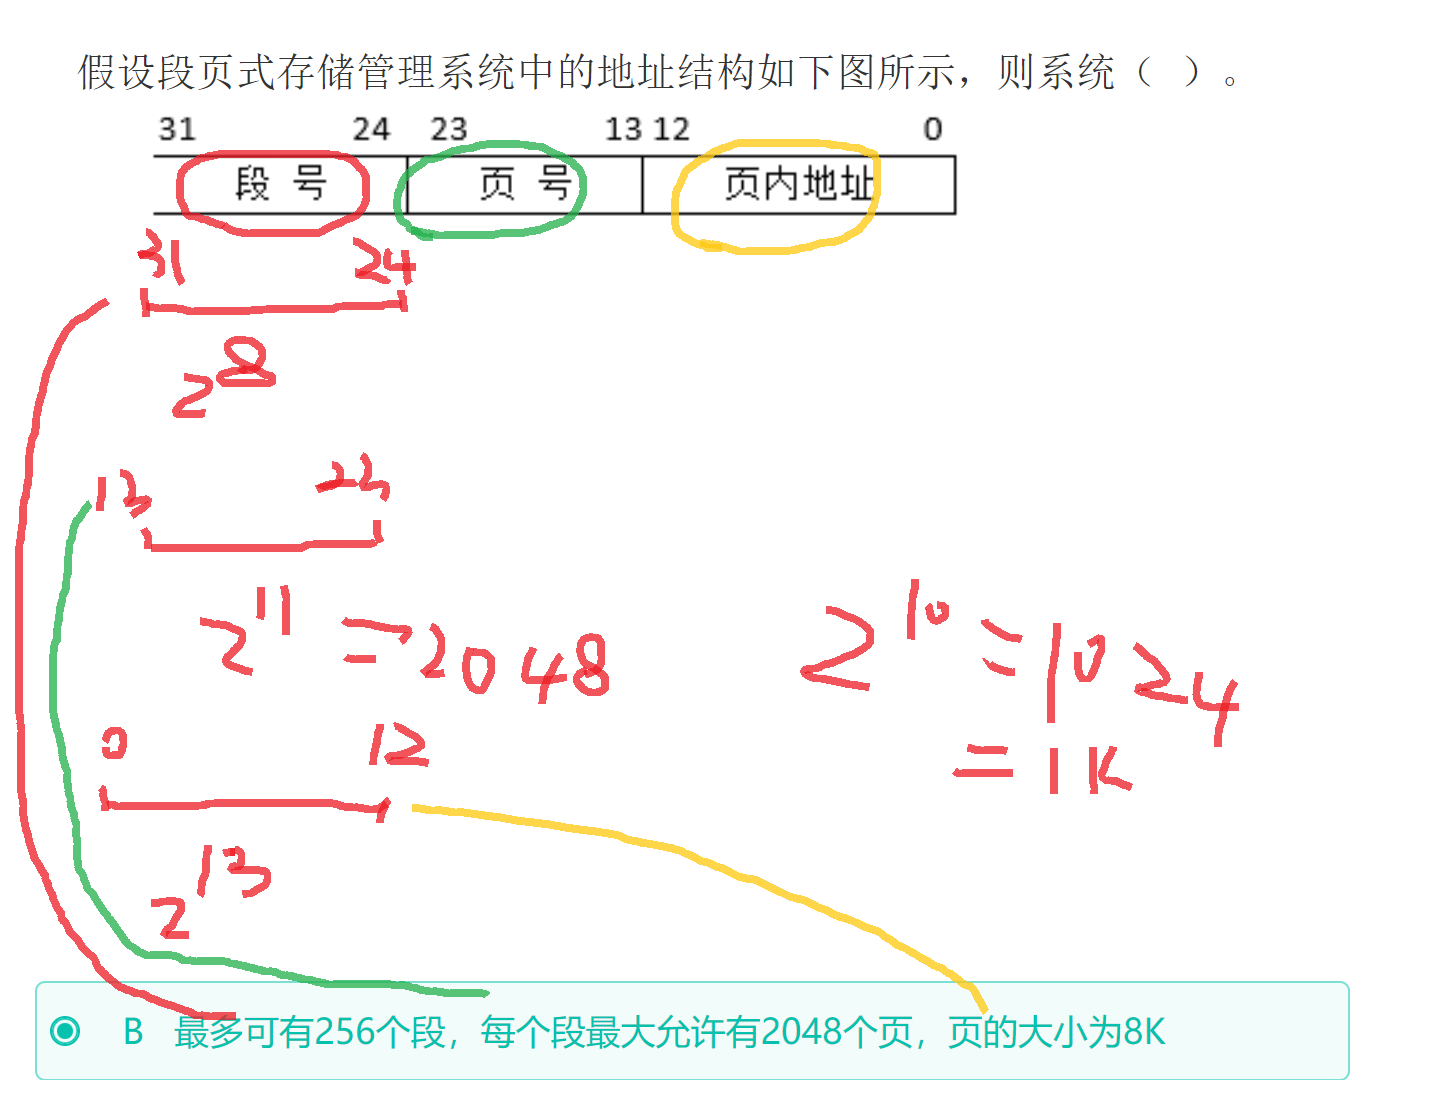 假设段页式存储管理系统中的地址结构如下图所示，则系统（ ）。
31 24 23 13 12 0
段 号 页 号 页内地址
31 24
2^8
13 23
2^11 = 2048
2^10 = 1024
= 1K
0 12
2^13
B 最多可有256个段，每个段最大允许有2048个页，页的大小为8K